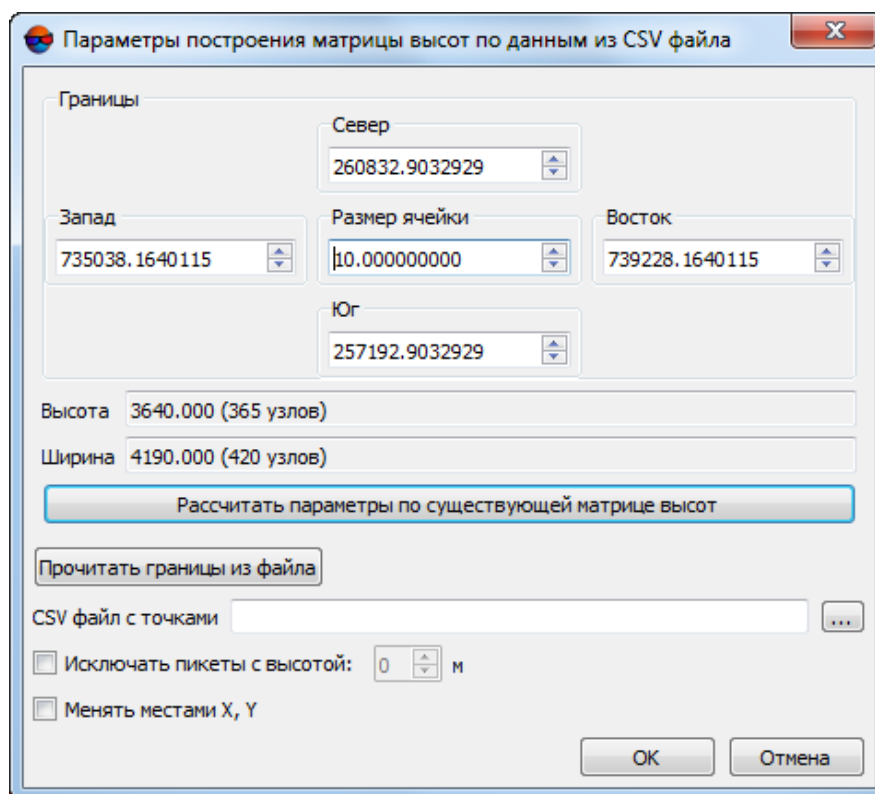 Параметры построения матрицы высот по данным из CSV файла
Границы
Север
260832.9032929
Запад
Размер ячейки
Восток
735038.1640115
10.000000000
739228.1640115
Юг
257192.9032929
Высота 3640.000 (365 узлов)
Ширина 4190.000 (420 узлов)
Рассчитать параметры по существующей матрице высот
Прочитать границы из файла
CSV файл с точками ...
Исключать пикеты с высотой: 0 м
Менять местами X, Y
OK Отмена